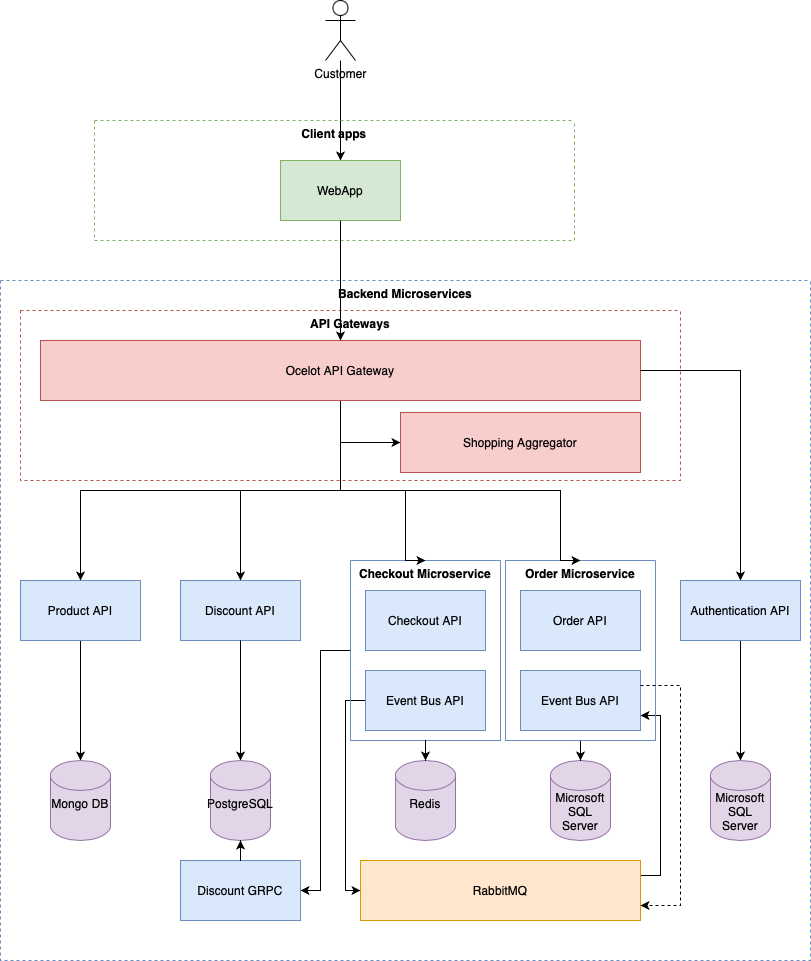 Customer
Client apps
WebApp
Backend Microservices
API Gateways
Ocelot API Gateway
Shopping Aggregator
Checkout Microservice
Order Microservice
Product API
Discount API
Checkout API
Order API
Authentication API
Event Bus API
Event Bus API
Mongo DB
PostgreSQL
Redis
Microsoft
SQL
Server
Microsoft
SQL
Server
Discount GRPC
RabbitMQ